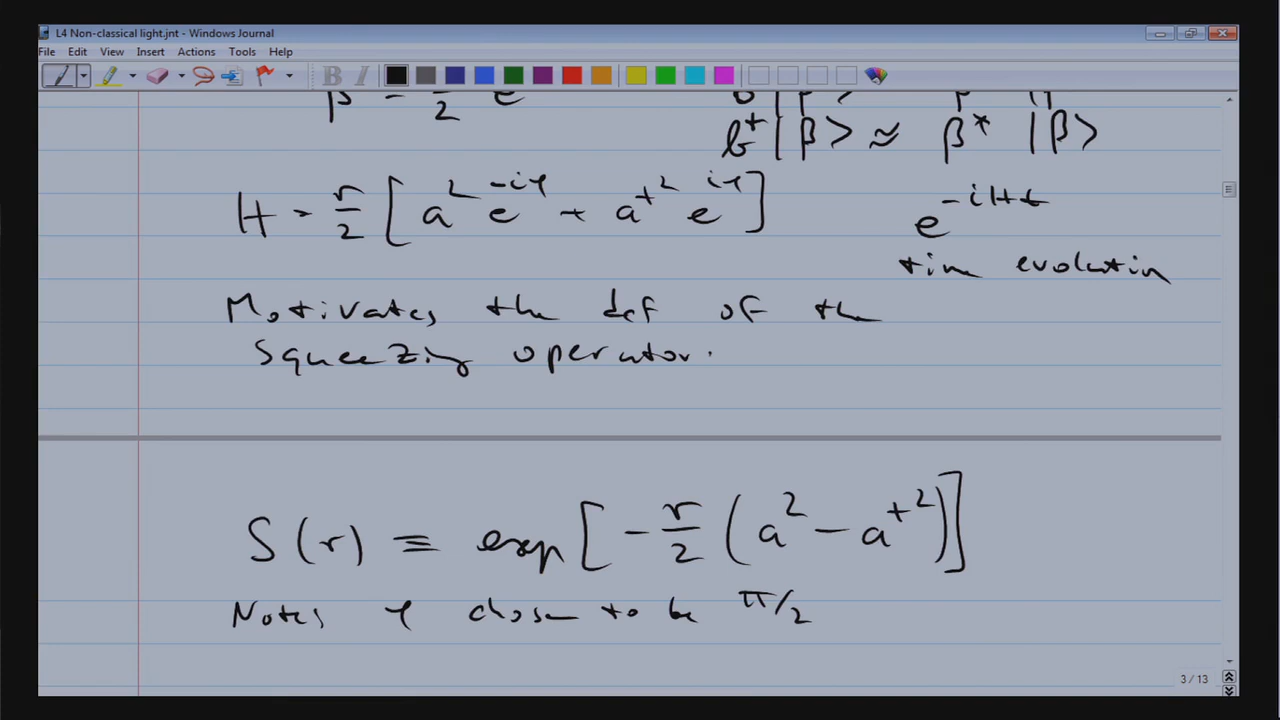 L4 Non-classical light.jnt - Windows Journal
File Edit View Insert Actions Tools Help
B I
β = r/2 e
b†|β> ≈ β* |β>
H = r/2 [a² e^-iφ + a†² e^iφ]
e^-iHt
time evolution
Motivates the def of the
squeezing operator.
S(r) ≡ exp[-r/2 (a² - a†²)]
Notes φ chosen to be π/2
3 / 13